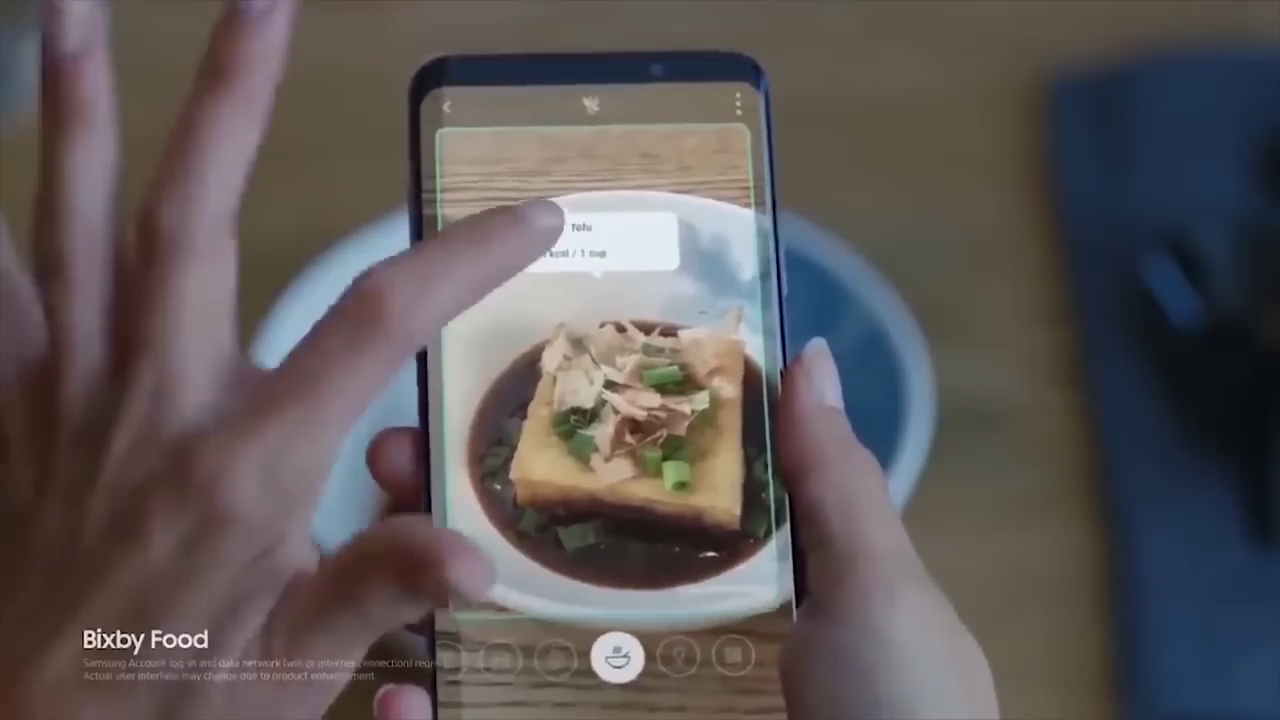 Tofu
kcal / 1 cup
Bixby Food
Samsung Account log-in and data network (wifi or internet connection)
Actual user interface may change due to product enhancement.